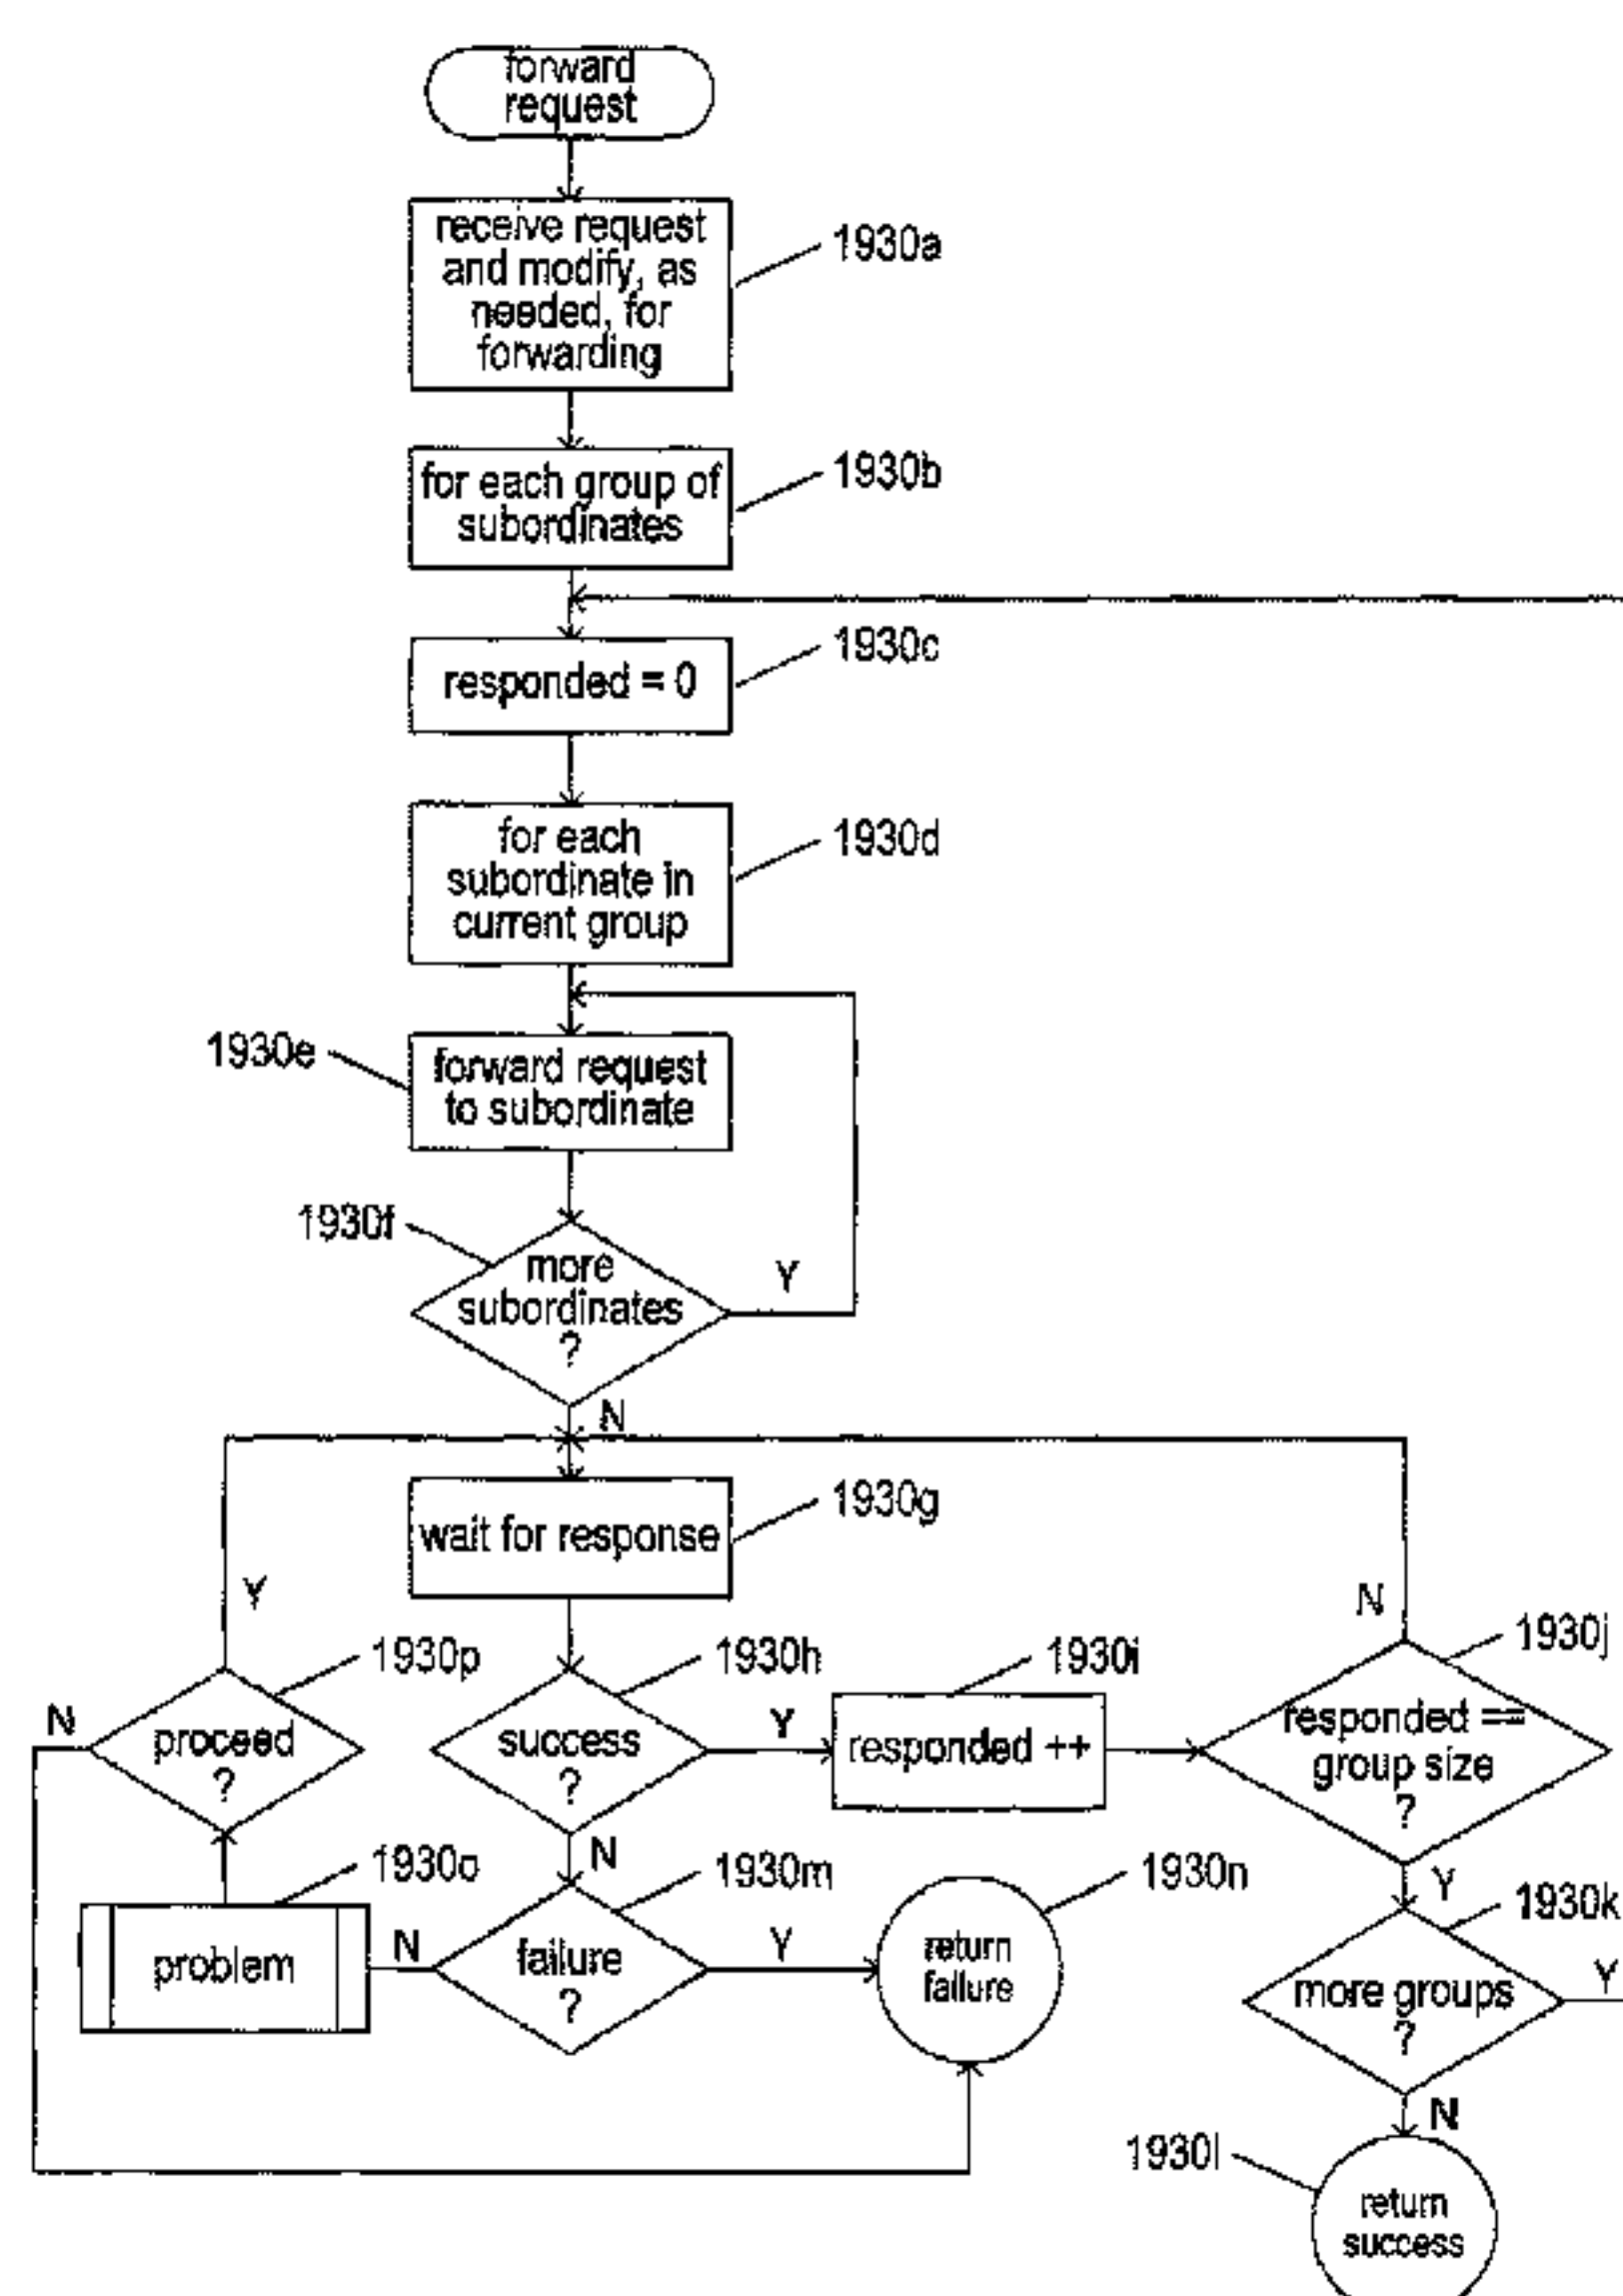 forward
request
receive request
and modify, as
needed, for
forwarding
1930a
for each group of
subordinates
1930b
responded = 0
1930c
for each
subordinate in
current group
1930d
1930e
forward request
to subordinate
1930f
more
subordinates
?
Y
N
wait for response
1930g
Y
N
1930p
1930h
1930i
1930j
N
proceed
?
success
?
Y
responded ++
responded ==
group size
?
1930o
N
1930m
1930n
Y
1930k
problem
N
failure
?
Y
return
failure
more groups
?
Y
N
1930l
return
success